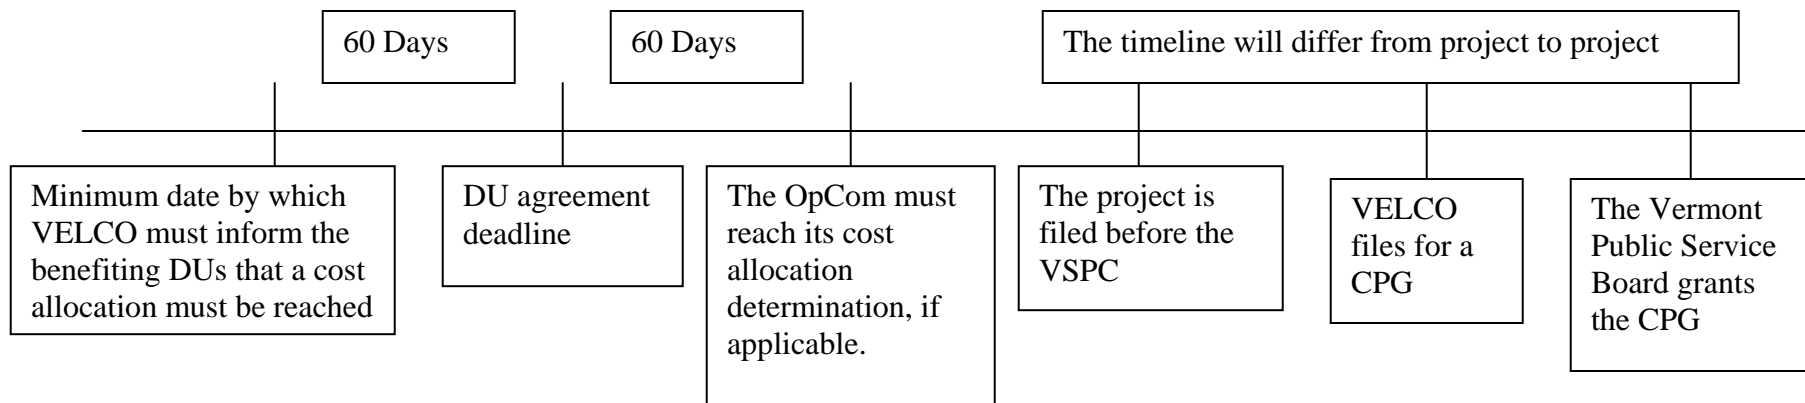 60 Days
60 Days
The timeline will differ from project to project
Minimum date by which
VELCO must inform the
benefiting DUs that a cost
allocation must be reached
DU agreement
deadline
The OpCom must
reach its cost
allocation
determination, if
applicable.
The project is
filed before the
VSPC
VELCO
files for a
CPG
The Vermont
Public Service
Board grants
the CPG